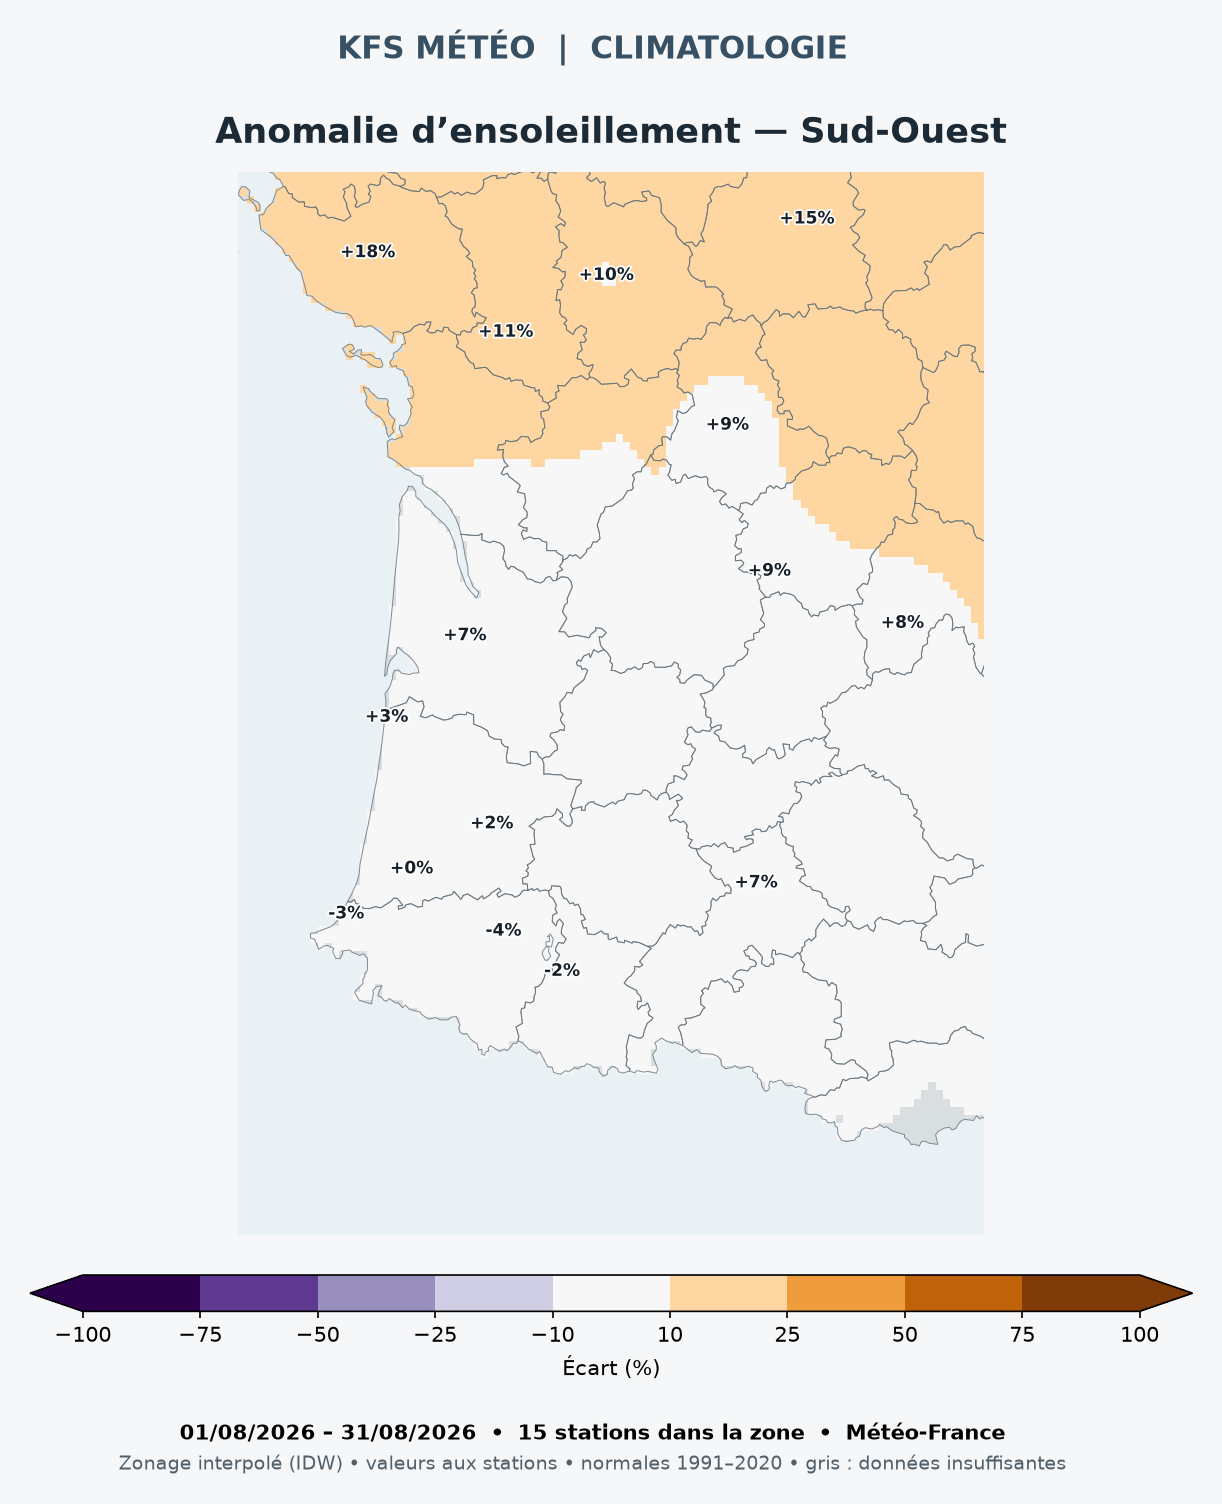 KFS MÉTÉO | CLIMATOLOGIE
Anomalie d’ensoleillement — Sud-Ouest
+15%
+18%
+10%
+11%
+9%
+9%
+8%
+7%
+3%
+2%
+0%
+7%
-3%
-4%
-2%
−100 −75 −50 −25 −10 10 25 50 75 100
Écart (%)
01/08/2026 – 31/08/2026 • 15 stations dans la zone • Météo-France
Zonage interpolé (IDW) • valeurs aux stations • normales 1991–2020 • gris : données insuffisantes